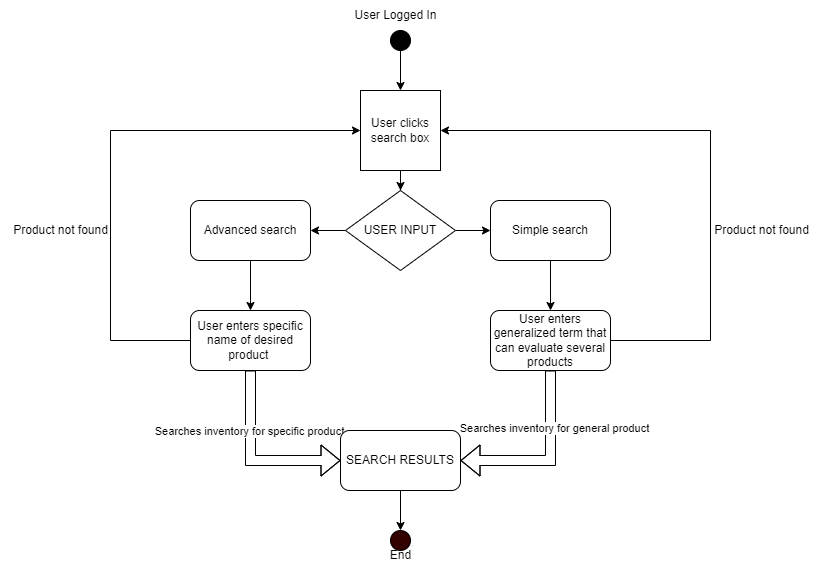 User Logged In
User clicks
search box
USER INPUT
Advanced search
Simple search
Product not found
Product not found
User enters specific
name of desired
product
User enters
generalized term that
can evaluate several
products
Searches inventory for specific product
Searches inventory for general product
SEARCH RESULTS
End